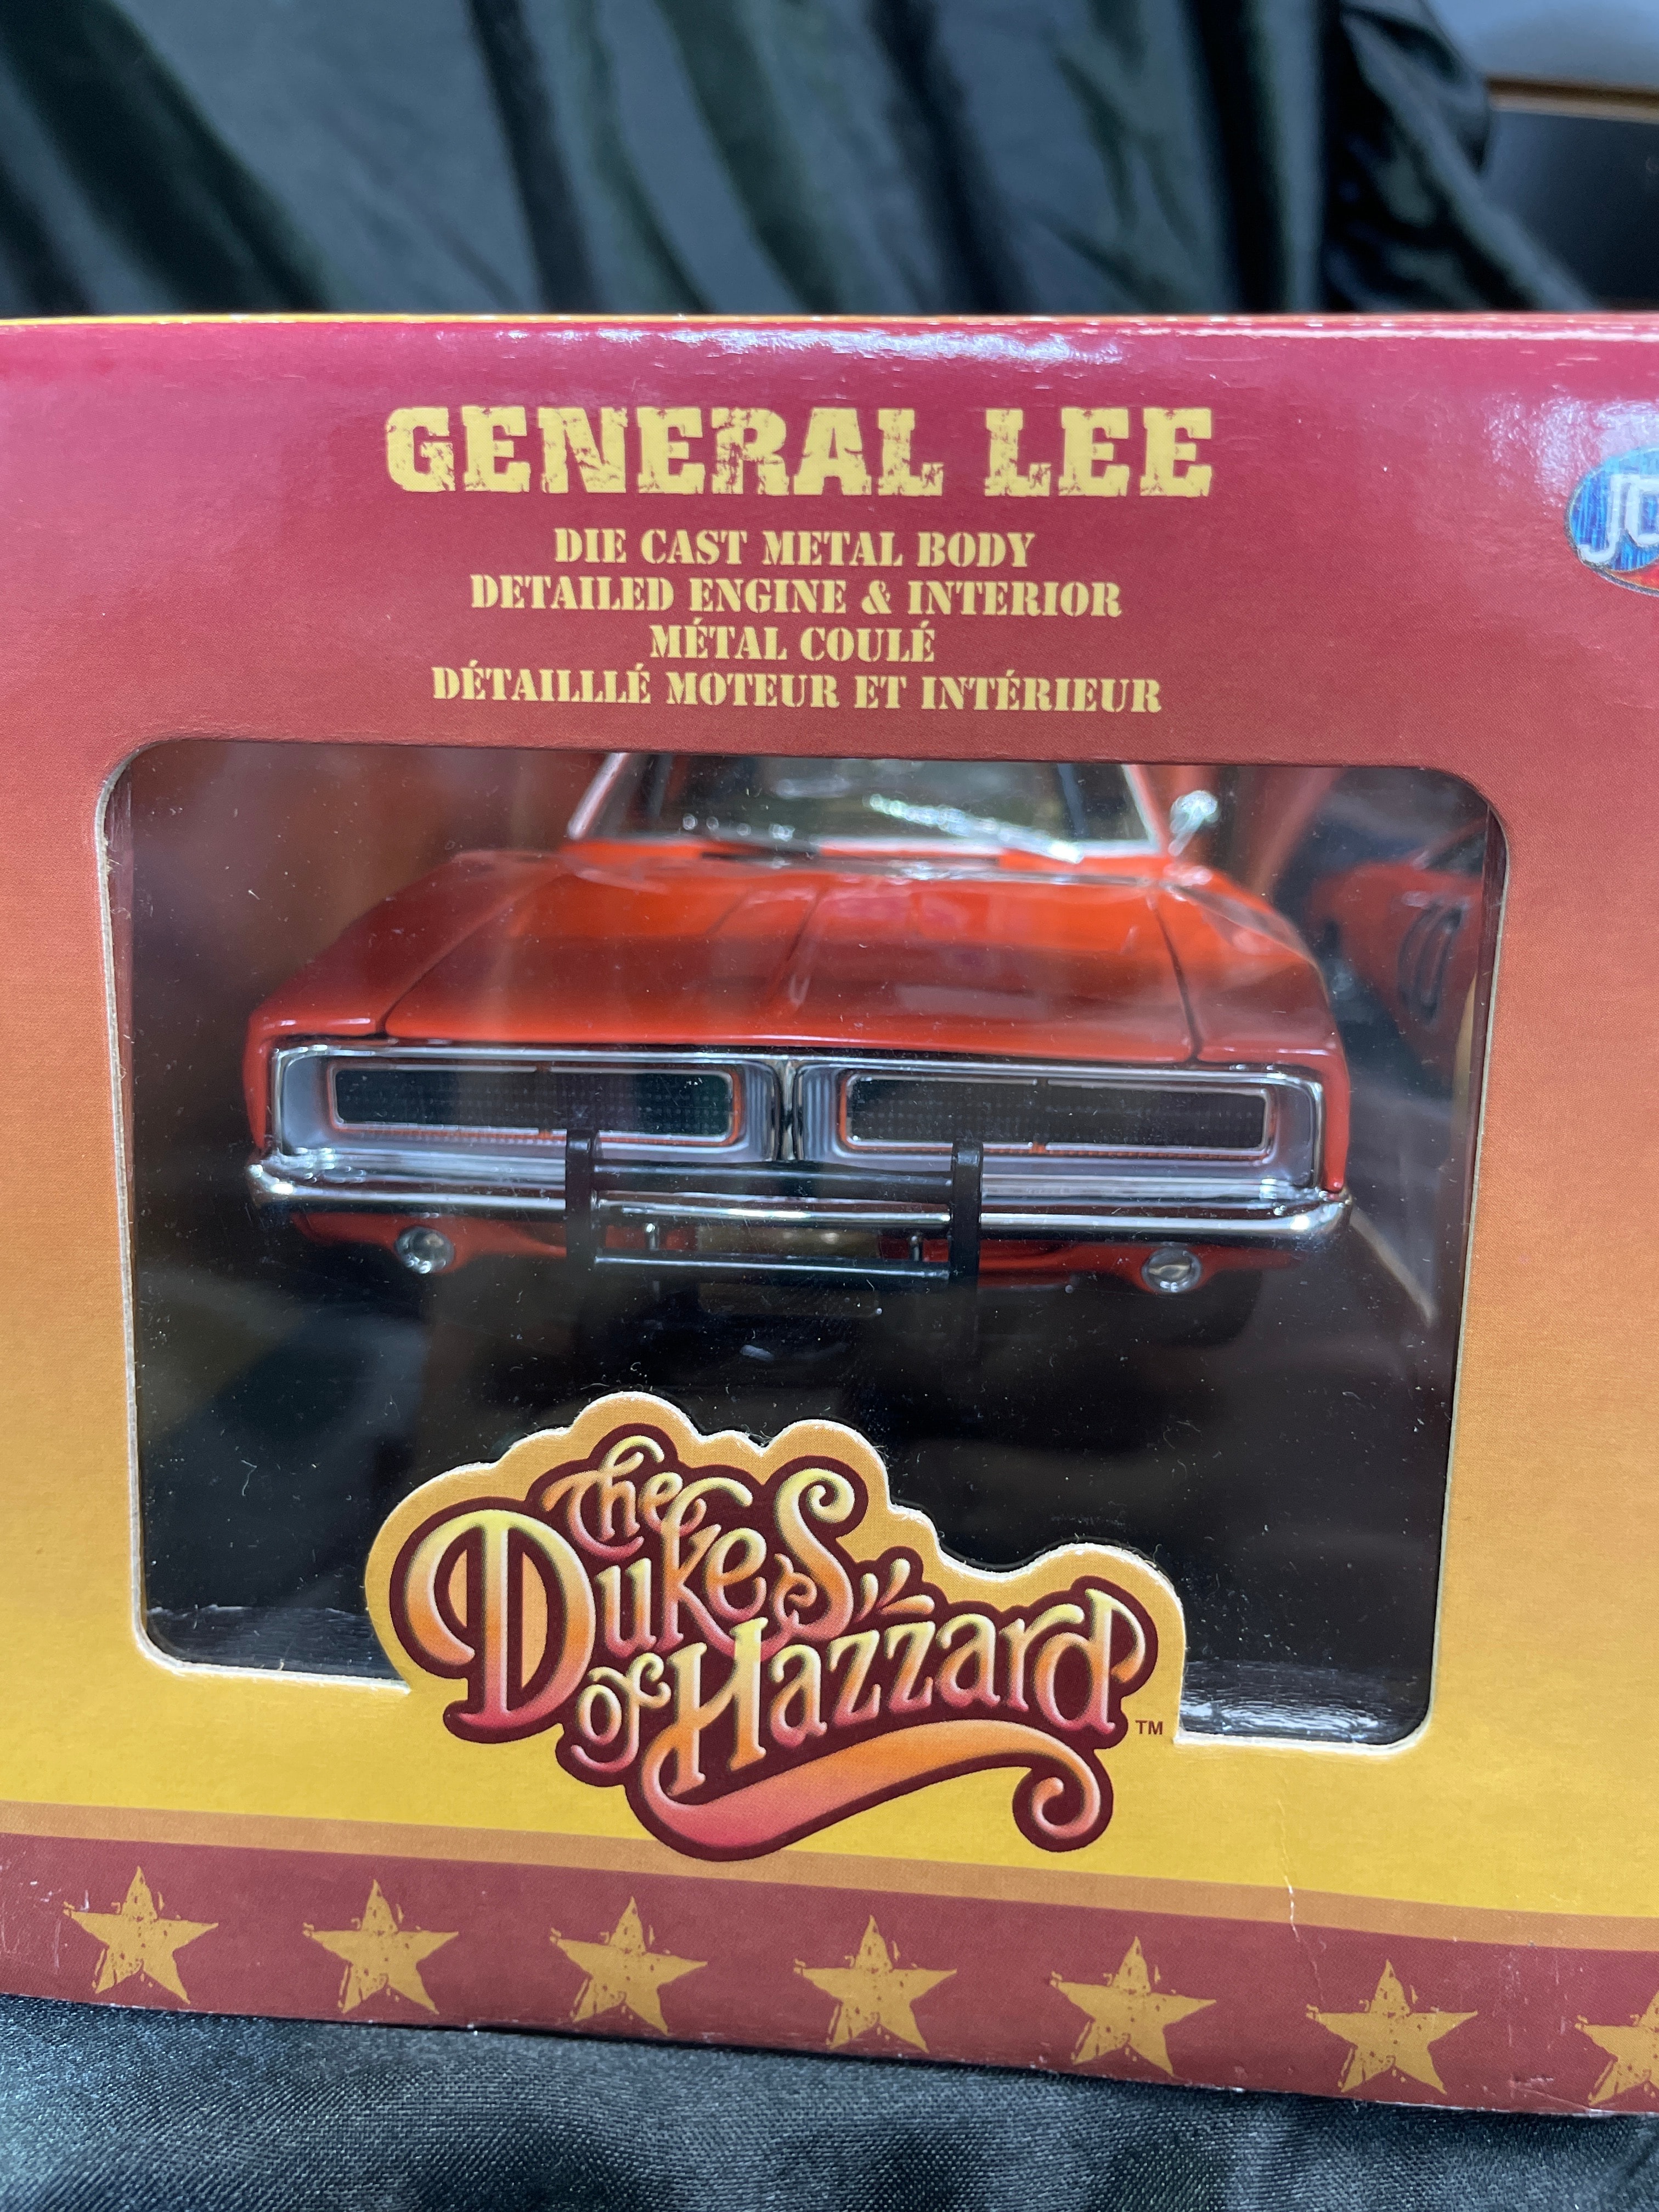 GENERAL LEE
DIE CAST METAL BODY
DETAILED ENGINE & INTERIOR
MÉTAL COULÉ
DÉTAILLLÉ MOTEUR ET INTÉRIEUR
The
Dukes
of Hazzard
TM